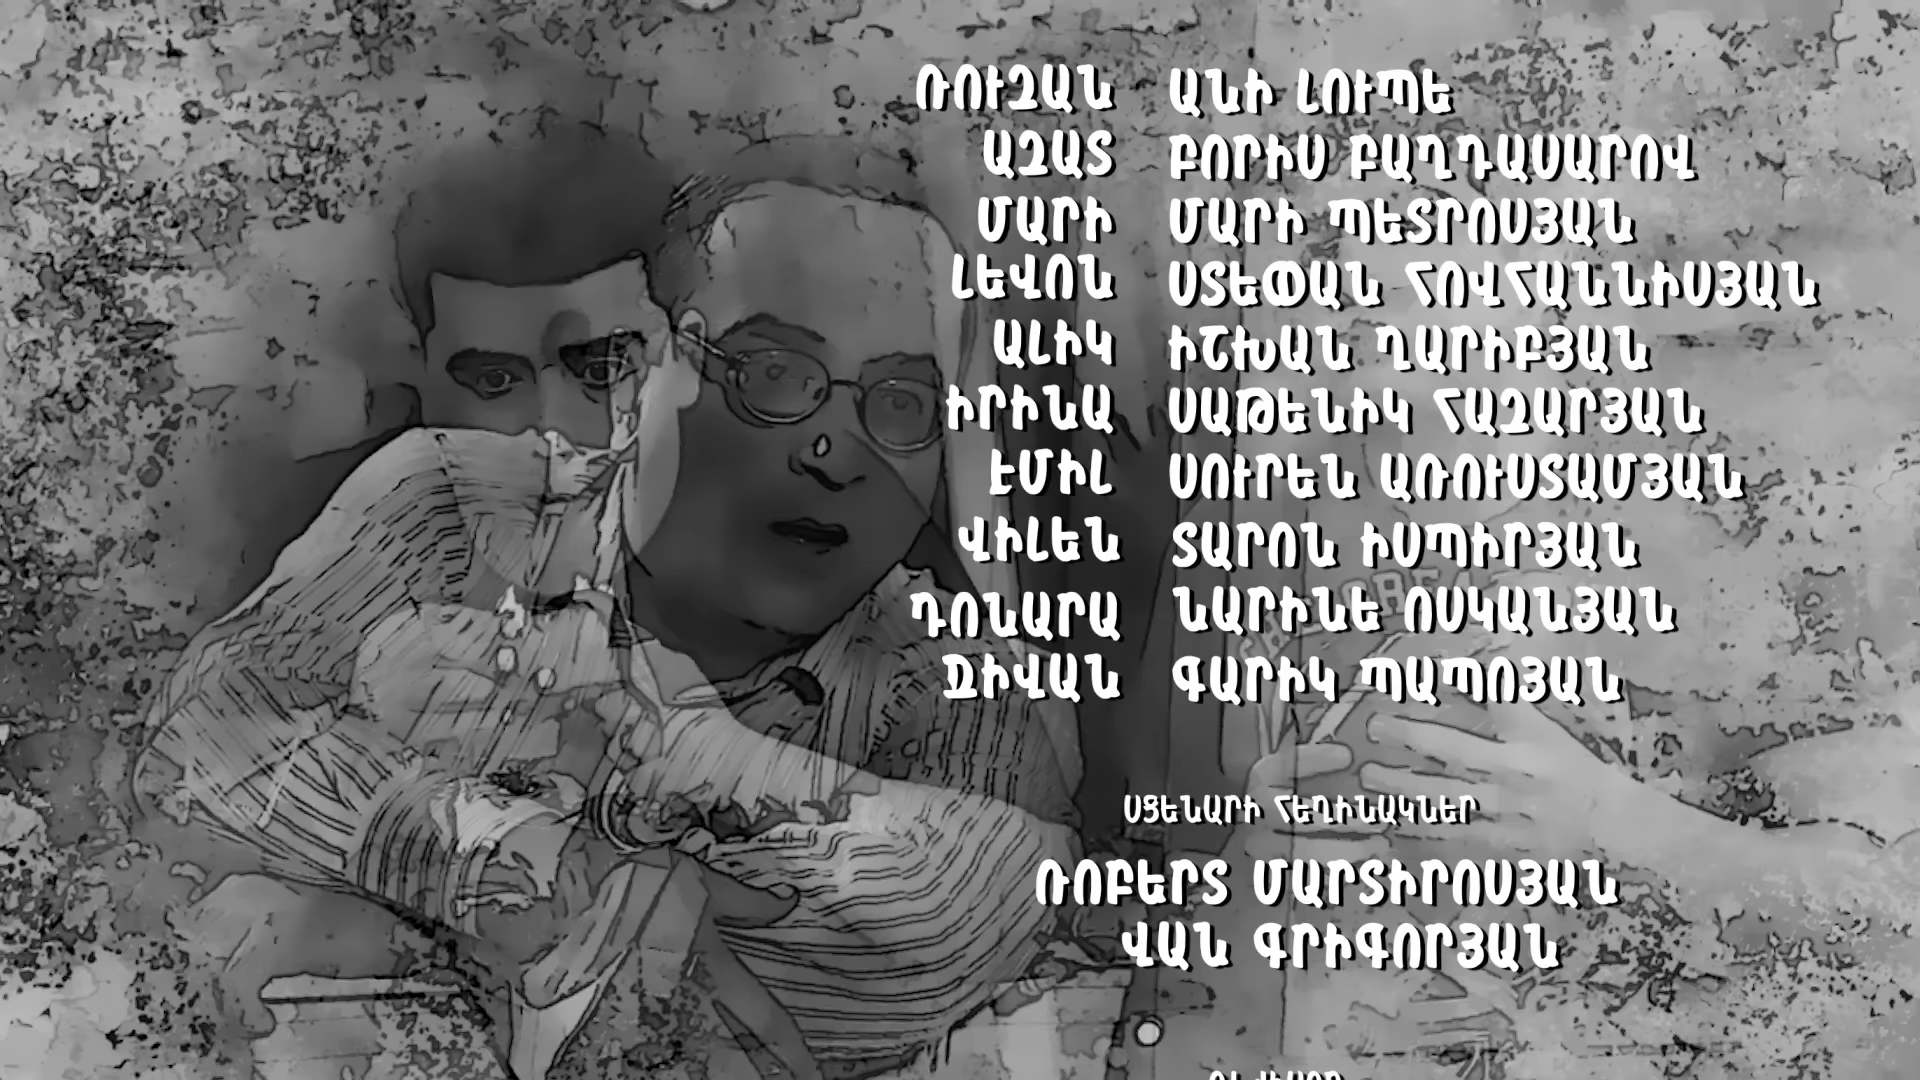 ՌՈՒԶԱՆ ԱՆԻ ԼՈՒՊԵ
ԱԶԱՏ ԲՈՐԻՍ ԲԱՂԴԱՍԱՐՈՎ
ՄԱՐԻ ՄԱՐԻ ՊԵՏՐՈՍՅԱՆ
ԼԵՎՈՆ ՍՏԵՓԱՆ ՀՈՎՀԱՆՆԻՍՅԱՆ
ԱԼԻԿ ԻՇԽԱՆ ՂԱՐԻԲՅԱՆ
ԻՐԻՆԱ ՍԱԹԵՆԻԿ ՀԱԶԱՐՅԱՆ
ԷՄԻԼ ՍՈՒՐԵՆ ԱՌՈՒՍՏԱՄՅԱՆ
ՎԻԼԵՆ ՏԱՐՈՆ ԻՍՊԻՐՅԱՆ
ԴՈՆԱՐԱ ՆԱՐԻՆԵ ՈՍԿԱՆՅԱՆ
ՋԻՎԱՆ ԳԱՐԻԿ ՊԱՊՈՅԱՆ
ՍՑԵՆԱՐԻ ՀԵՂԻՆԱԿՆԵՐ
ՌՈԲԵՐՏ ՄԱՐՏԻՐՈՍՅԱՆ
ՎԱՆ ԳՐԻԳՈՐՅԱՆ